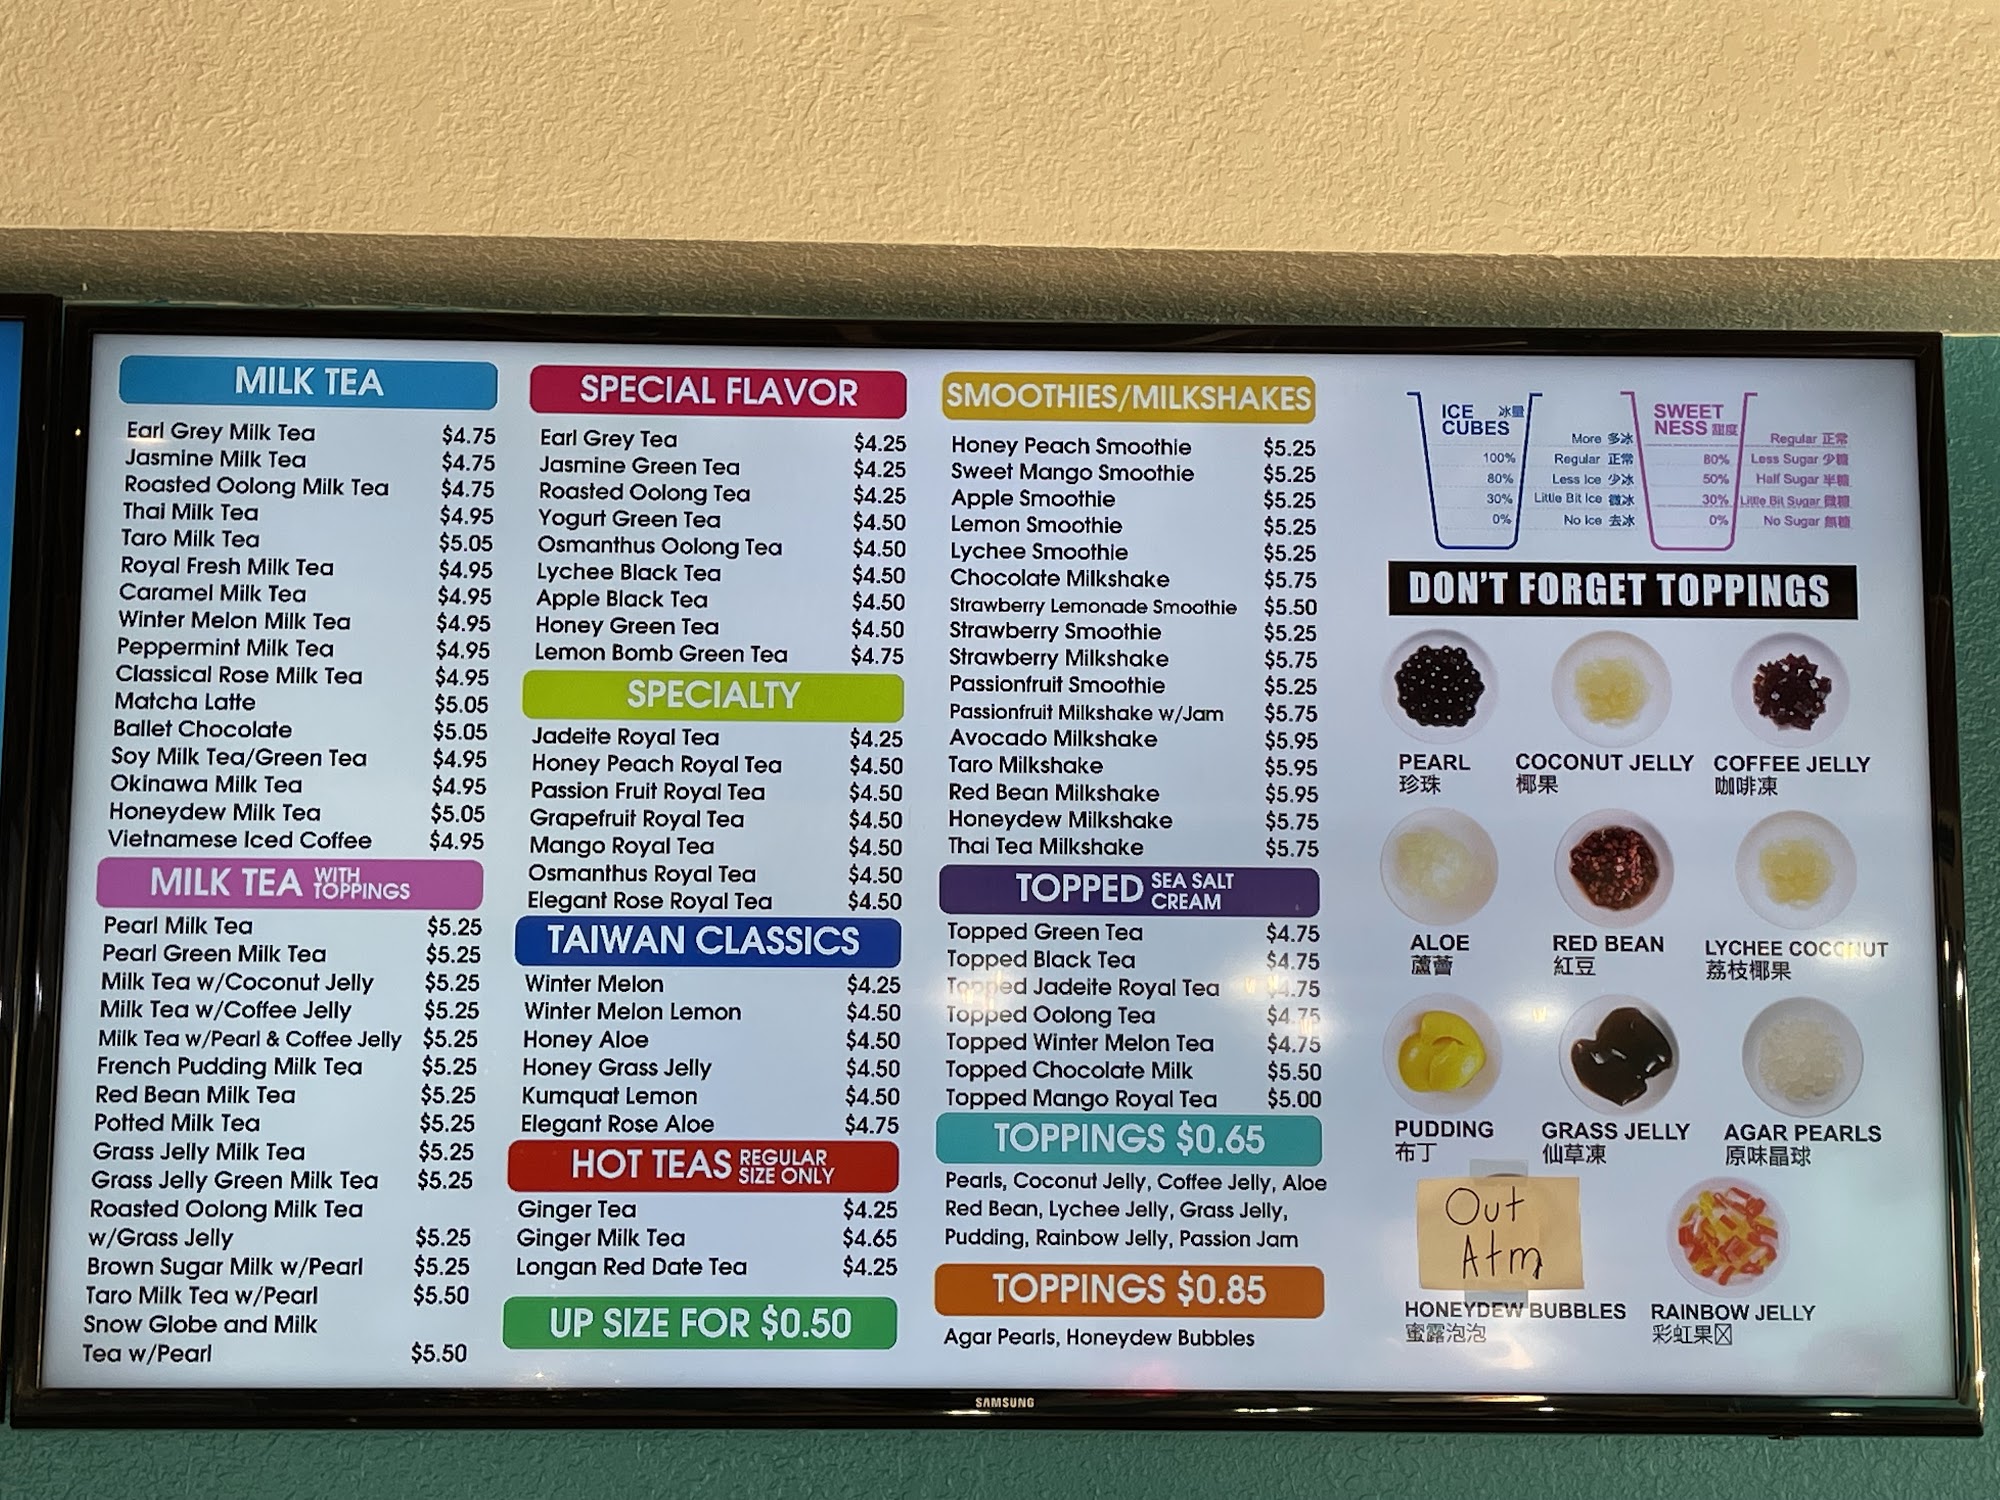 MILK TEA
Earl Grey Milk Tea $4.75
Jasmine Milk Tea $4.75
Roasted Oolong Milk Tea $4.75
Thai Milk Tea $4.95
Taro Milk Tea $5.05
Royal Fresh Milk Tea $4.95
Caramel Milk Tea $4.95
Winter Melon Milk Tea $4.95
Peppermint Milk Tea $4.95
Classical Rose Milk Tea $4.95
Matcha Latte $5.05
Ballet Chocolate $5.05
Soy Milk Tea/Green Tea $4.95
Okinawa Milk Tea $4.95
Honeydew Milk Tea $5.05
Vietnamese Iced Coffee $4.95
MILK TEA WITH TOPPINGS
Pearl Milk Tea $5.25
Pearl Green Milk Tea $5.25
Milk Tea w/Coconut Jelly $5.25
Milk Tea w/Coffee Jelly $5.25
Milk Tea w/Pearl & Coffee Jelly $5.25
French Pudding Milk Tea $5.25
Red Bean Milk Tea $5.25
Potted Milk Tea $5.25
Grass Jelly Milk Tea $5.25
Grass Jelly Green Milk Tea $5.25
Roasted Oolong Milk Tea
w/Grass Jelly $5.25
Brown Sugar Milk w/Pearl $5.25
Taro Milk Tea w/Pearl $5.50
Snow Globe and Milk
Tea w/Pearl $5.50
SPECIAL FLAVOR
Earl Grey Tea $4.25
Jasmine Green Tea $4.25
Roasted Oolong Tea $4.25
Yogurt Green Tea $4.50
Osmanthus Oolong Tea $4.50
Lychee Black Tea $4.50
Apple Black Tea $4.50
Honey Green Tea $4.50
Lemon Bomb Green Tea $4.75
SPECIALTY
Jadeite Royal Tea $4.25
Honey Peach Royal Tea $4.50
Passion Fruit Royal Tea $4.50
Grapefruit Royal Tea $4.50
Mango Royal Tea $4.50
Osmanthus Royal Tea $4.50
Elegant Rose Royal Tea $4.50
TAIWAN CLASSICS
Winter Melon $4.25
Winter Melon Lemon $4.50
Honey Aloe $4.50
Honey Grass Jelly $4.50
Kumquat Lemon $4.50
Elegant Rose Aloe $4.75
HOT TEAS REGULAR SIZE ONLY
Ginger Tea $4.25
Ginger Milk Tea $4.65
Longan Red Date Tea $4.25
UP SIZE FOR $0.50
SMOOTHIES/MILKSHAKES
Honey Peach Smoothie $5.25
Sweet Mango Smoothie $5.25
Apple Smoothie $5.25
Lemon Smoothie $5.25
Lychee Smoothie $5.25
Chocolate Milkshake $5.75
Strawberry Lemonade Smoothie $5.50
Strawberry Smoothie $5.25
Strawberry Milkshake $5.75
Passionfruit Smoothie $5.25
Passionfruit Milkshake w/Jam $5.75
Avocado Milkshake $5.95
Taro Milkshake $5.95
Red Bean Milkshake $5.95
Honeydew Milkshake $5.75
Thai Tea Milkshake $5.75
TOPPED SEA SALT CREAM
Topped Green Tea $4.75
Topped Black Tea $4.75
Topped Jadeite Royal Tea $4.75
Topped Oolong Tea $4.75
Topped Winter Melon Tea $4.75
Topped Chocolate Milk $5.50
Topped Mango Royal Tea $5.00
TOPPINGS $0.65
Pearls, Coconut Jelly, Coffee Jelly, Aloe
Red Bean, Lychee Jelly, Grass Jelly,
Pudding, Rainbow Jelly, Passion Jam
TOPPINGS $0.85
Agar Pearls, Honeydew Bubbles
ICE CUBES 冰量
More 多冰
100% Regular 正常
80% Less Ice 少冰
30% Little Bit Ice 微冰
0% No Ice 去冰
SWEET NESS 甜度
Regular 正常
80% Less Sugar 少糖
50% Half Sugar 半糖
30% Little Bit Sugar 微糖
0% No Sugar 無糖
DON'T FORGET TOPPINGS
PEARL
珍珠
COCONUT JELLY
椰果
COFFEE JELLY
咖啡凍
ALOE
蘆薈
RED BEAN
紅豆
LYCHEE COCONUT
荔枝椰果
PUDDING
布丁
GRASS JELLY
仙草凍
AGAR PEARLS
原味晶球
Out
Atm
HONEYDEW BUBBLES
蜜露泡泡
RAINBOW JELLY
彩虹果
SAMSUNG